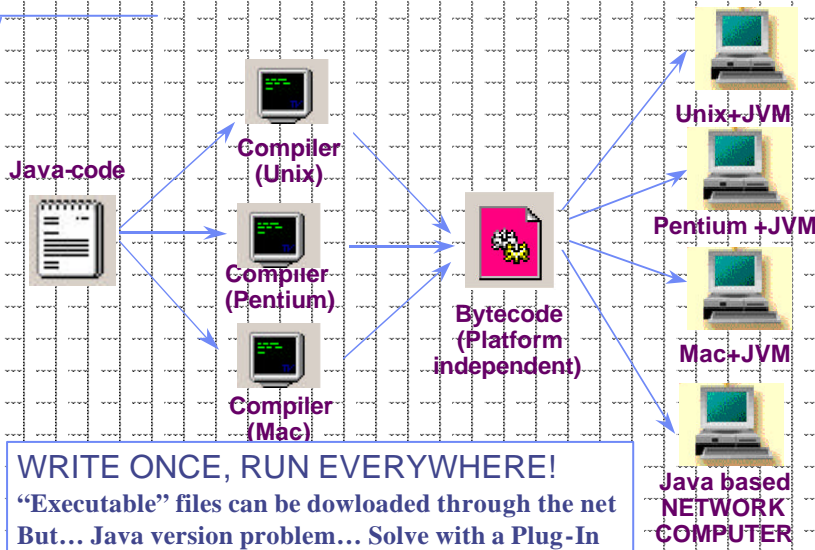 Java-code
Compiler
(Unix)
Compiler
(Pentium)
Compiler
(Mac)
Bytecode
(Platform
independent)
Unix+JVM
Pentium +JVM
Mac+JVM
Java based
NETWORK
COMPUTER
WRITE ONCE, RUN EVERYWHERE!
“Executable” files can be dowloaded through the net
But… Java version problem… Solve with a Plug-In